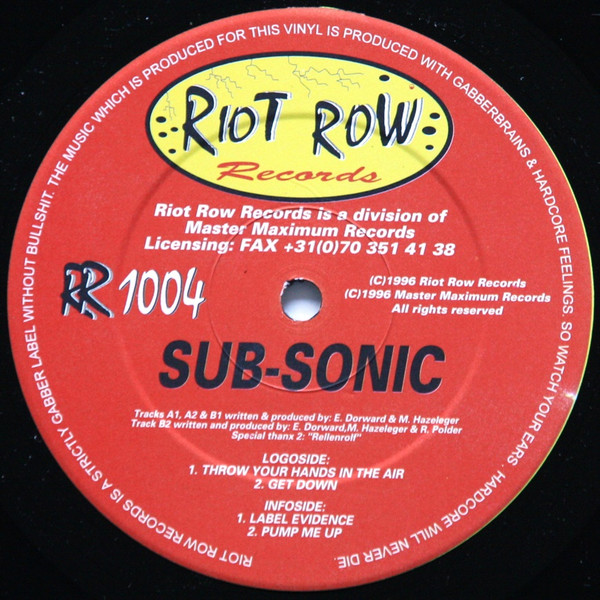 RIOT ROW RECORDS IS A STRICTLY GABBER LABEL WITHOUT BULLSHIT. THE MUSIC WHICH IS PRODUCED FOR THIS VINYL IS PRODUCED WITH GABBERBRAINS & HARDCORE FEELINGS. SO WATCH YOUR EARS. HARDCORE WILL NEVER DIE.
RIOT ROW
Records
Riot Row Records is a division of
Master Maximum Records
Licensing: FAX +31(0)70 351 41 38
RR 1004
(C)1996 Riot Row Records
(C)1996 Master Maximum Records
All rights reserved
SUB-SONIC
Tracks A1, A2 & B1 written & produced by: E. Dorward & M. Hazeleger
Track B2 written and produced by: E. Dorward,M. Hazeleger & R. Polder
Special thanx 2: "Rellenroll"
LOGOSIDE:
1. THROW YOUR HANDS IN THE AIR
2. GET DOWN
INFOSIDE:
1. LABEL EVIDENCE
2. PUMP ME UP